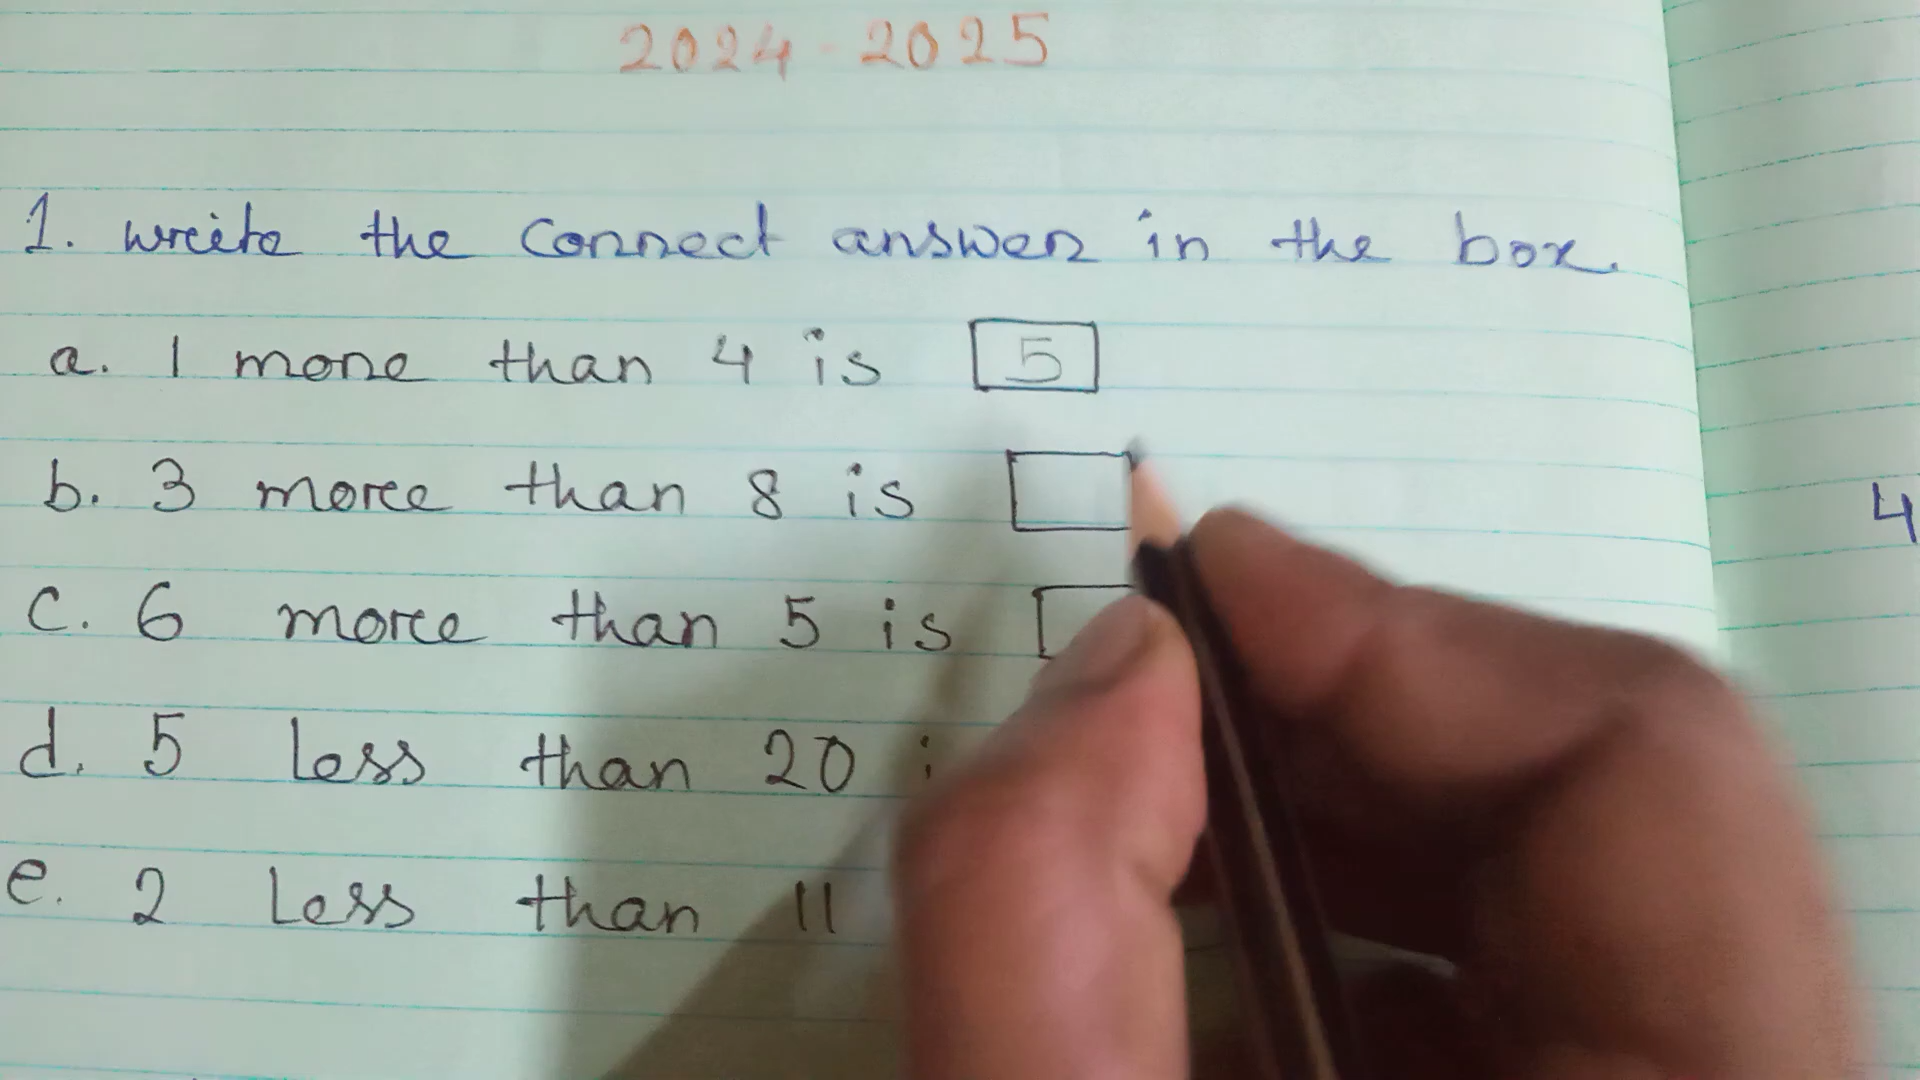 2024-2025
1. write the correct answer in the box.
a. 1 more than 4 is 5
b. 3 more than 8 is
c. 6 more than 5 is
d. 5 Less than 20
e. 2 Less than 11
4